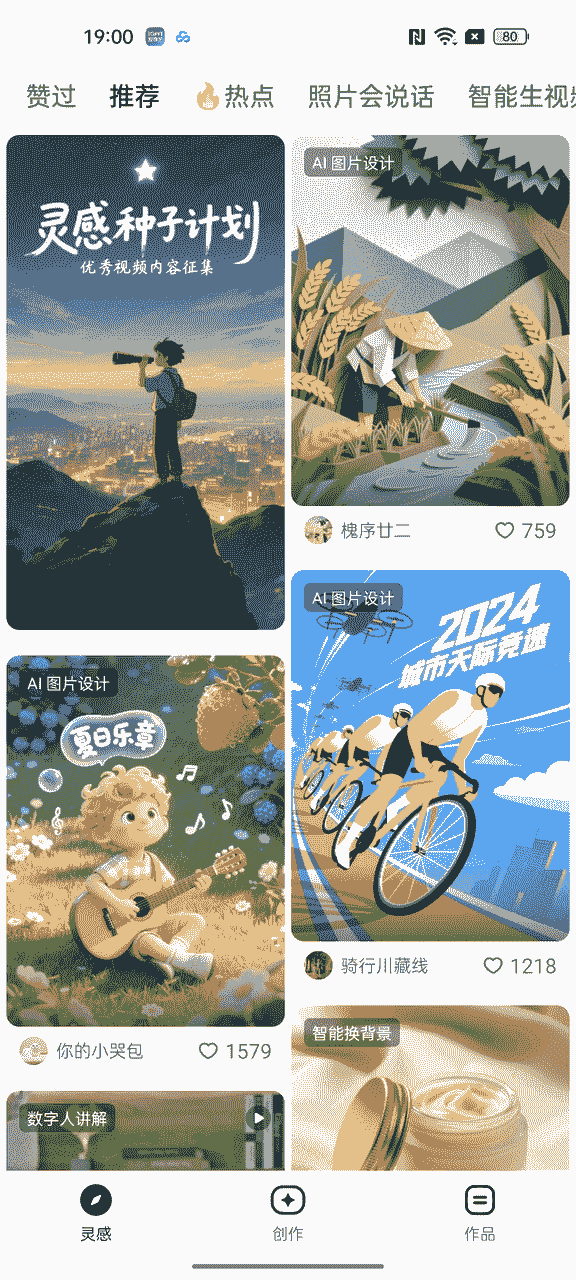 19:00
80
赞过 推荐 热点 照片会说话 智能生视频
灵感种子计划
优秀视频内容征集
AI 图片设计
槐序廿二 759
AI 图片设计
2024
城市天际竞速
骑行川藏线 1218
AI 图片设计
夏日乐章
你的小哭包 1579
智能换背景
数字人讲解
灵感 创作 作品